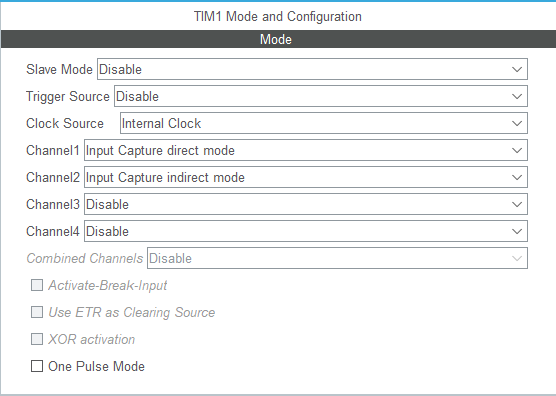 TIM1 Mode and Configuration
Mode
Slave Mode Disable
Trigger Source Disable
Clock Source Internal Clock
Channel1 Input Capture direct mode
Channel2 Input Capture indirect mode
Channel3 Disable
Channel4 Disable
Combined Channels Disable
Activate-Break-Input
Use ETR as Clearing Source
XOR activation
One Pulse Mode